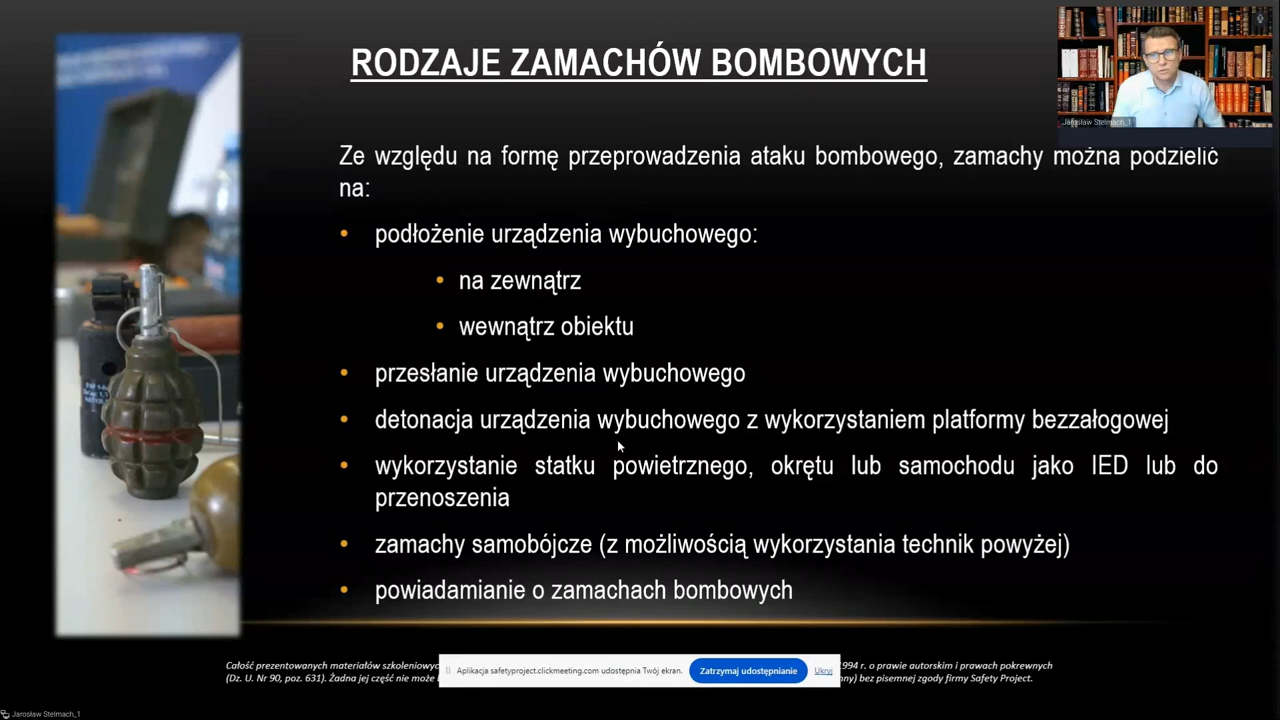 RODZAJE ZAMACHÓW BOMBOWYCH
Jarosław Stelmach_1
Ze względu na formę przeprowadzenia ataku bombowego, zamachy można podzielić
na:
• podłożenie urządzenia wybuchowego:
• na zewnątrz
• wewnątrz obiektu
• przesłanie urządzenia wybuchowego
• detonacja urządzenia wybuchowego z wykorzystaniem platformy bezzałogowej
• wykorzystanie statku powietrznego, okrętu lub samochodu jako IED lub do
przenoszenia
• zamachy samobójcze (z możliwością wykorzystania technik powyżej)
• powiadamianie o zamachach bombowych
Całość prezentowanych materiałów 1994 r. o prawie autorskim i prawach pokrewnych
(Dz. U. Nr 90, poz. 631). Żadna jej część nie może bez pisemnej zgody firmy Safety Project.
Aplikacja safetyproject.clickmeeting.com udostępnia Twój ekran. Zatrzymaj udostępnianie Ukryj
Jarosław Stelmach_1